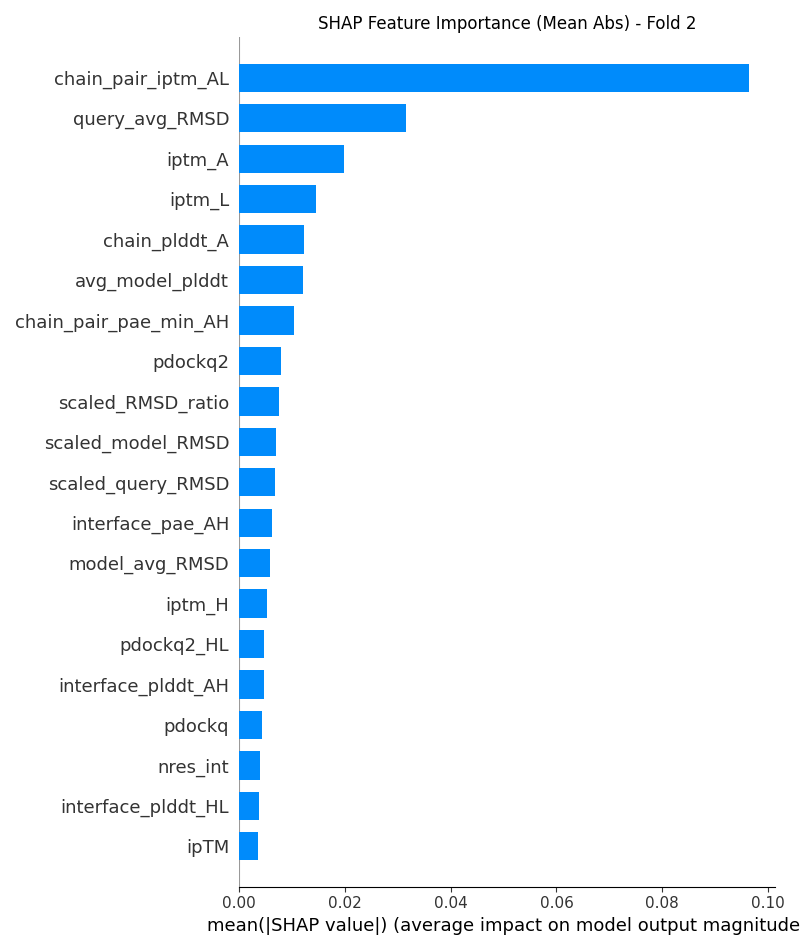 SHAP Feature Importance (Mean Abs) - Fold 2
chain_pair_iptm_AL
query_avg_RMSD
iptm_A
iptm_L
chain_plddt_A
avg_model_plddt
chain_pair_pae_min_AH
pdockq2
scaled_RMSD_ratio
scaled_model_RMSD
scaled_query_RMSD
interface_pae_AH
model_avg_RMSD
iptm_H
pdockq2_HL
interface_plddt_AH
pdockq
nres_int
interface_plddt_HL
ipTM
0.00 0.02 0.04 0.06 0.08 0.10
mean(|SHAP value|) (average impact on model output magnitude